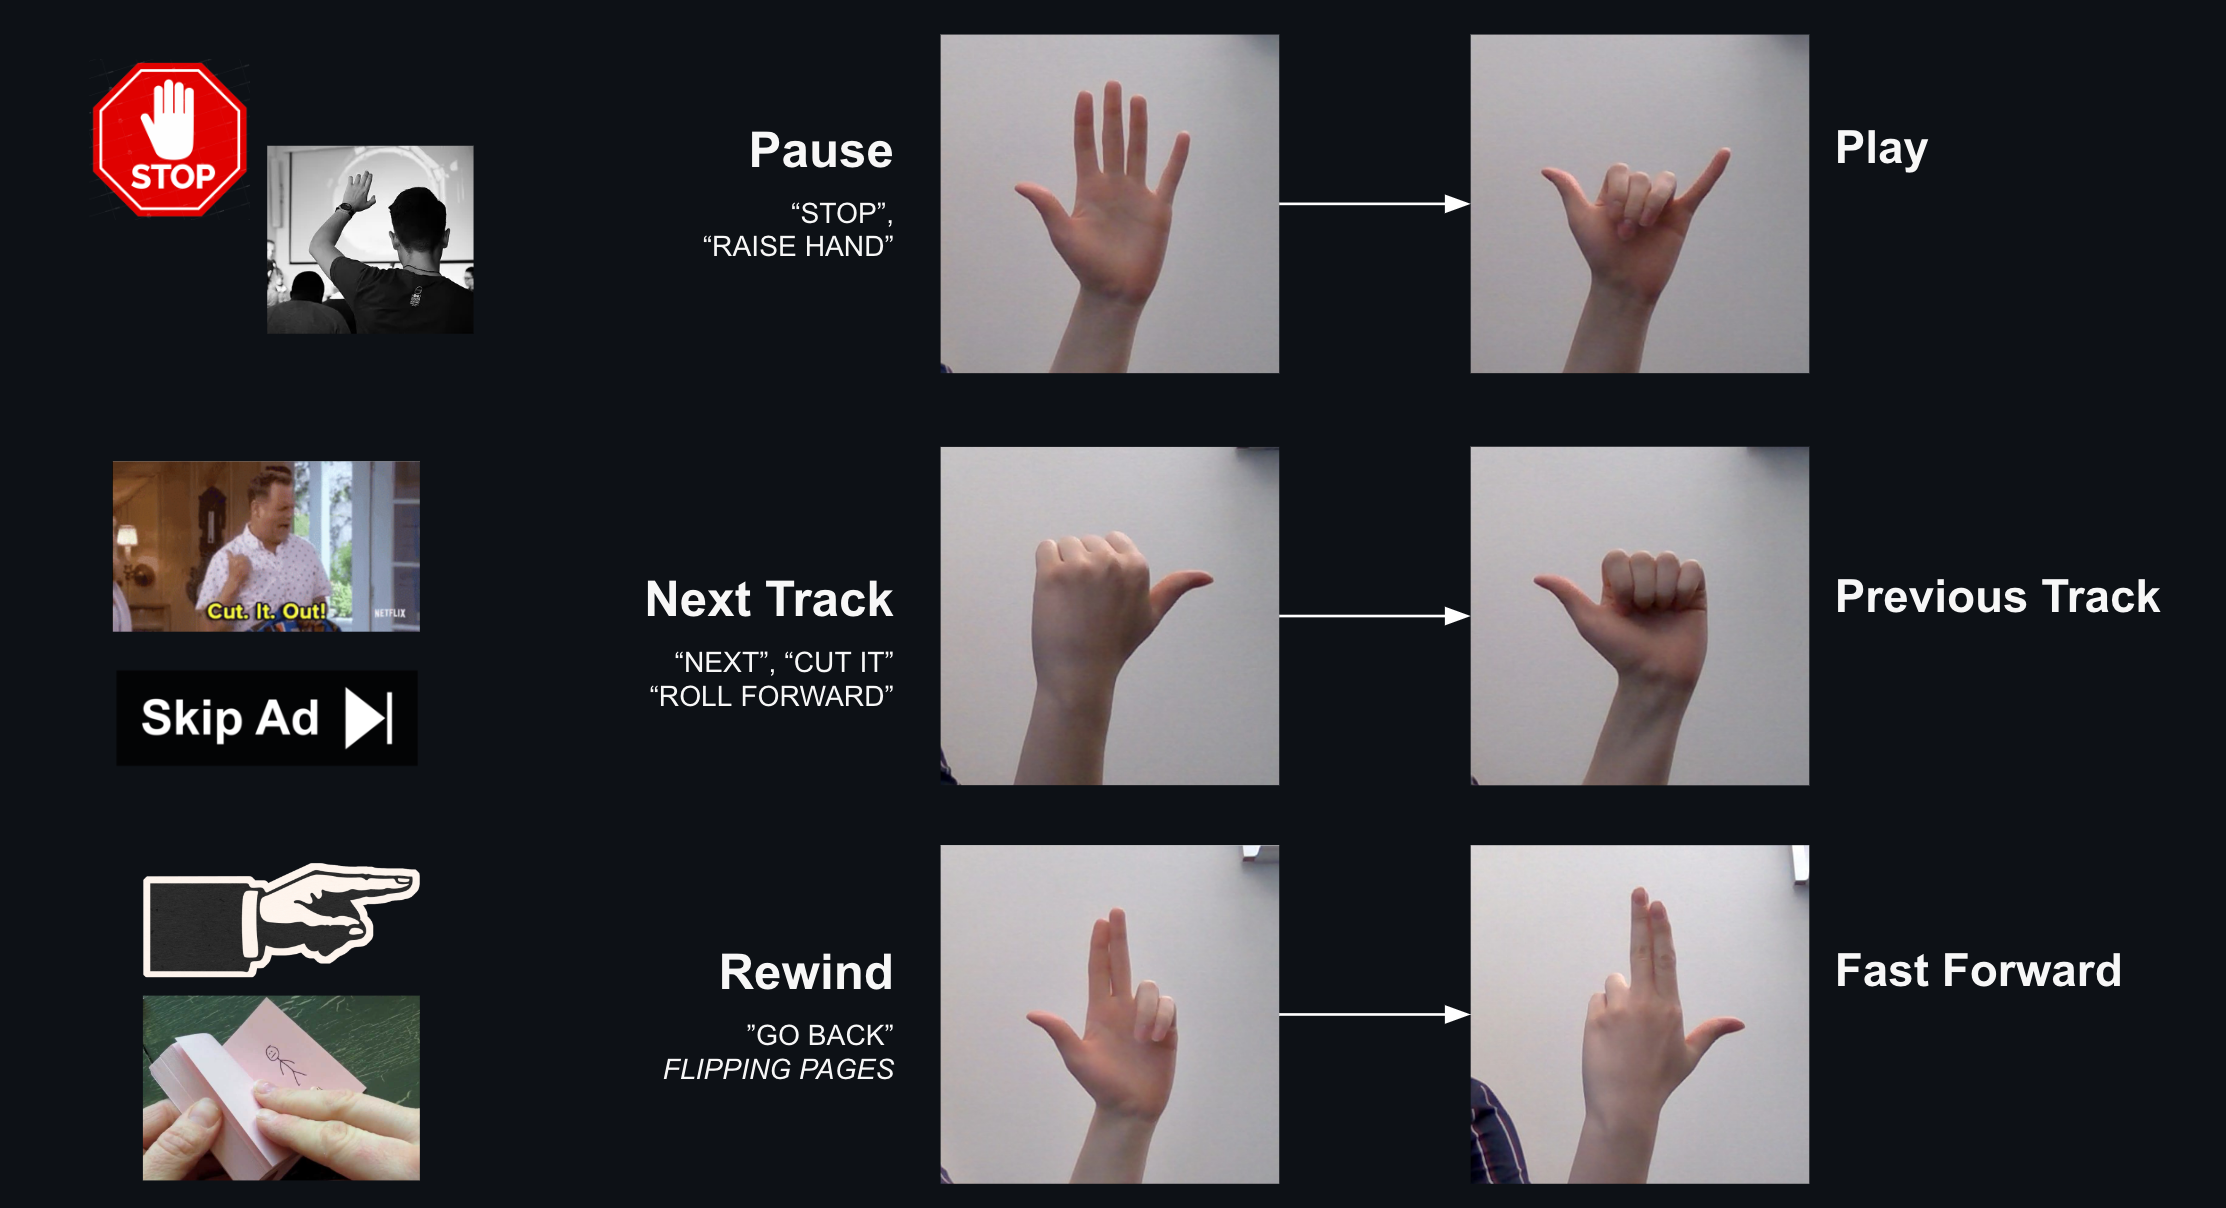 STOP
Pause
“STOP”,
“RAISE HAND”
Play
Cut. It. Out!
NETFLIX
Skip Ad
Next Track
“NEXT”, “CUT IT”
“ROLL FORWARD”
Previous Track
Rewind
”GO BACK”
FLIPPING PAGES
Fast Forward